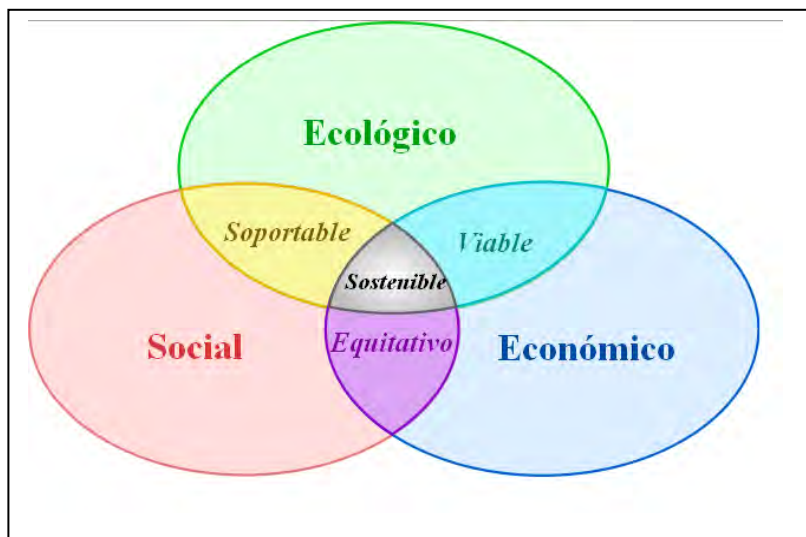 Ecológico
Soportable
Viable
Sostenible
Social
Equitativo
Económico